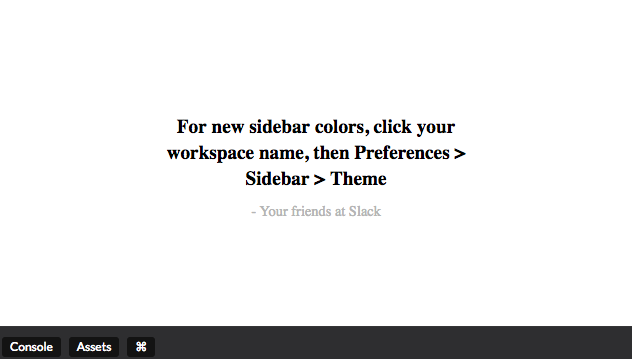 For new sidebar colors, click your
workspace name, then Preferences >
Sidebar > Theme
- Your friends at Slack
Console Assets ⌘